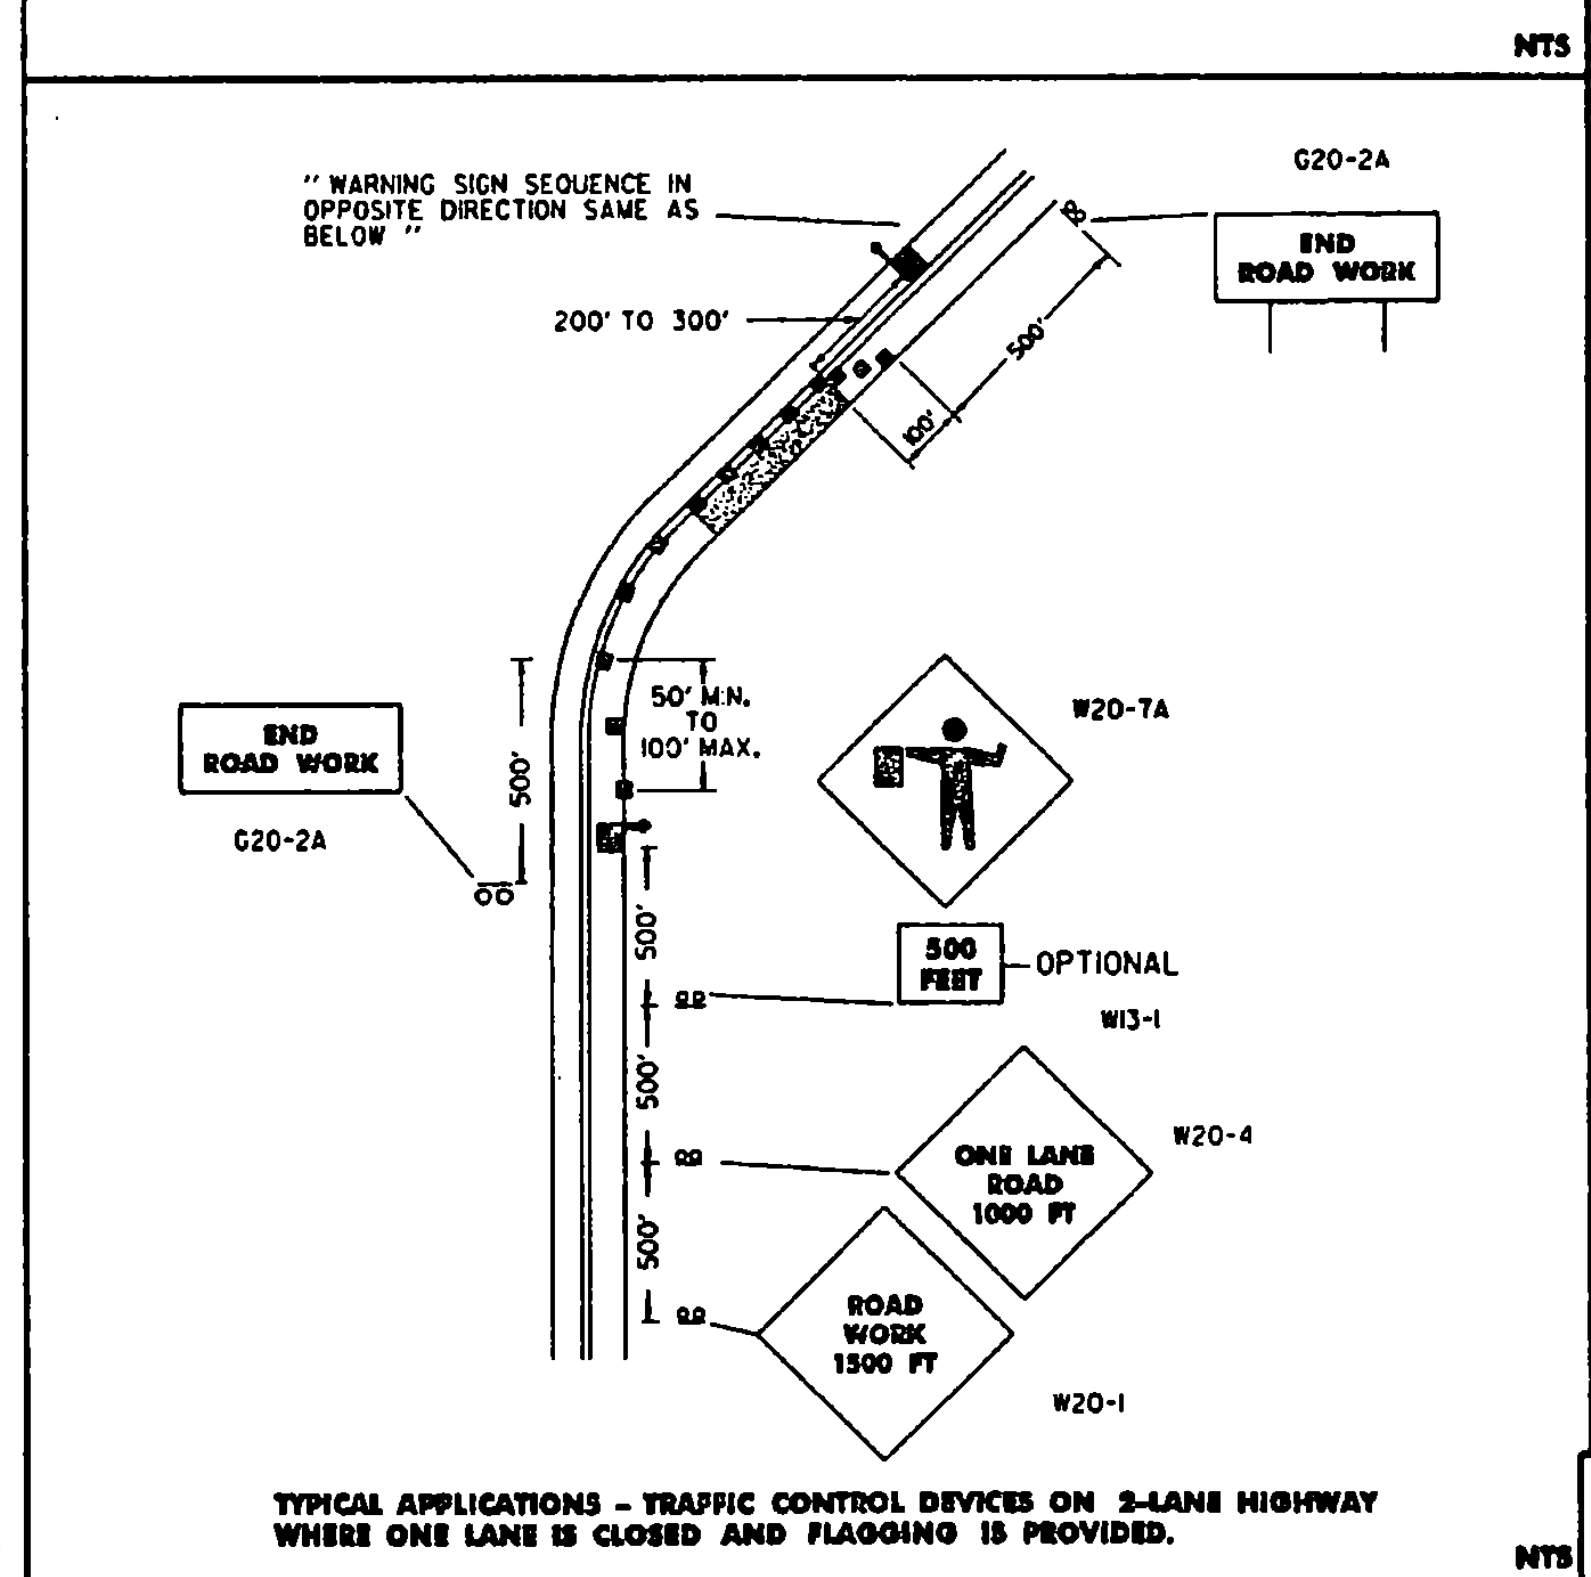 NTS
G20-2A
" WARNING SIGN SEQUENCE IN
OPPOSITE DIRECTION SAME AS
BELOW "
END
ROAD WORK
200' TO 300'
500'
100'
50' MIN.
TO
100' MAX.
W20-7A
END
ROAD WORK
500'
G20-2A
500'
500
FEET
OPTIONAL
W13-1
500'
W20-4
ONE LANE
ROAD
1000 FT
500'
ROAD
WORK
1500 FT
W20-1
TYPICAL APPLICATIONS - TRAFFIC CONTROL DEVICES ON 2-LANE HIGHWAY
WHERE ONE LANE IS CLOSED AND FLAGGING IS PROVIDED.
NTS